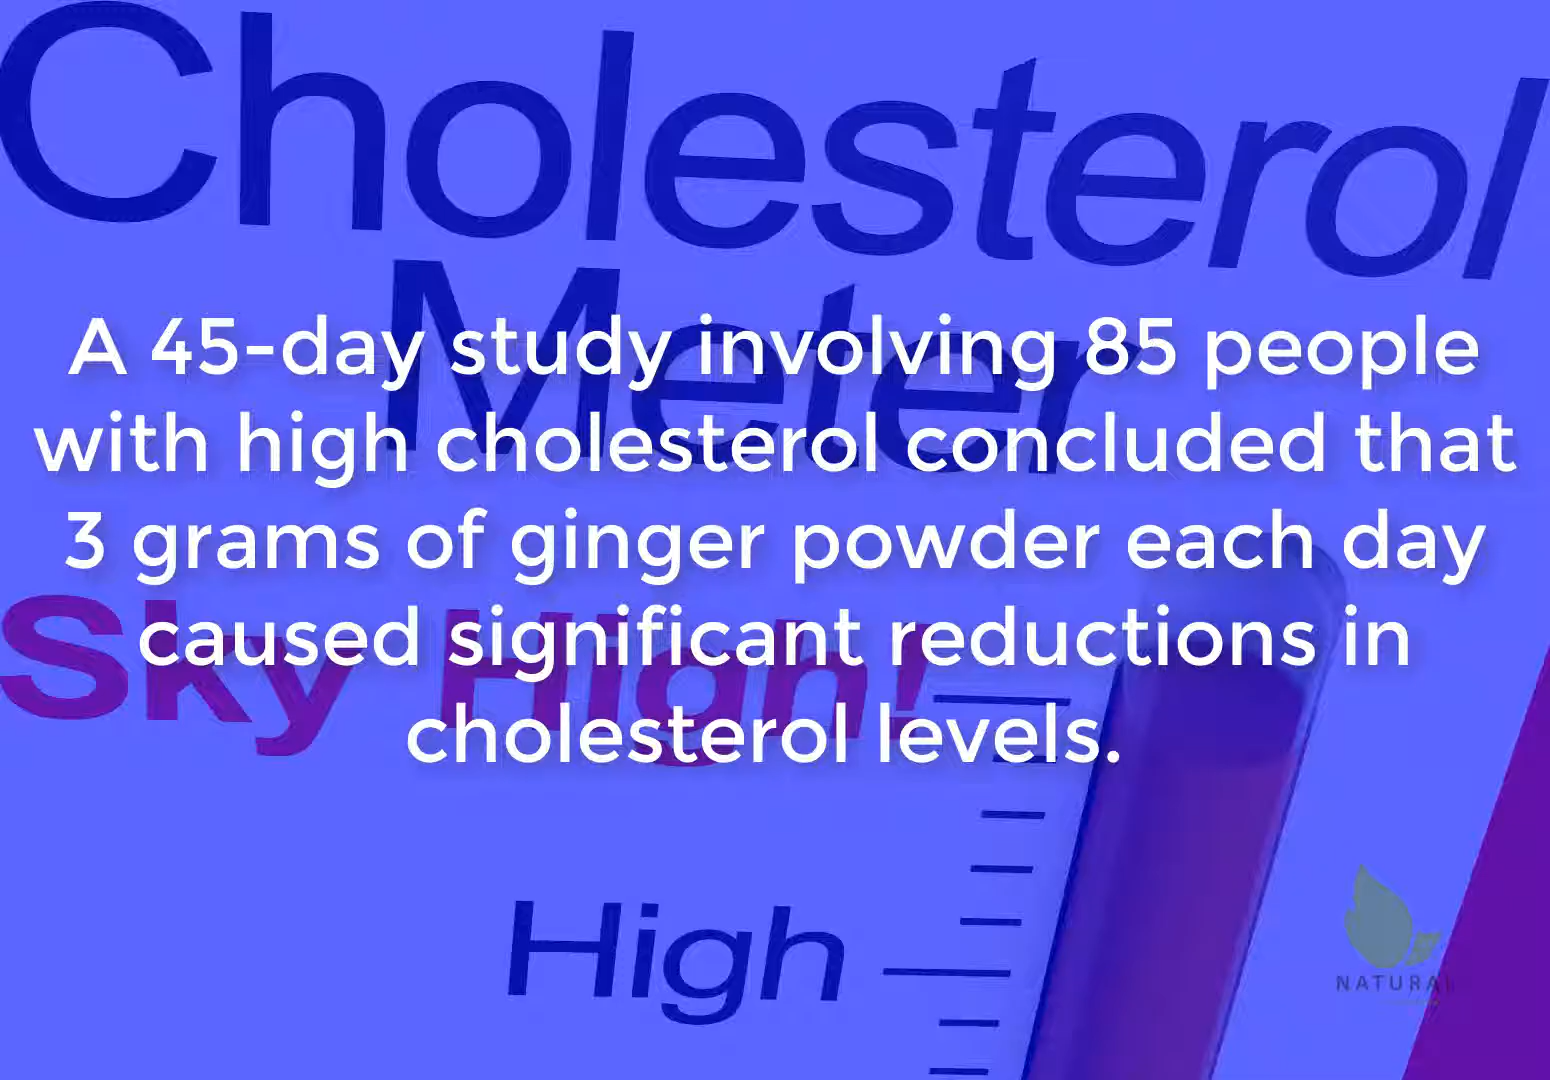 Cholesterol
Meter
A 45-day study involving 85 people
with high cholesterol concluded that
3 grams of ginger powder each day
caused significant reductions in
cholesterol levels.
Sky High!
High
NATURAL